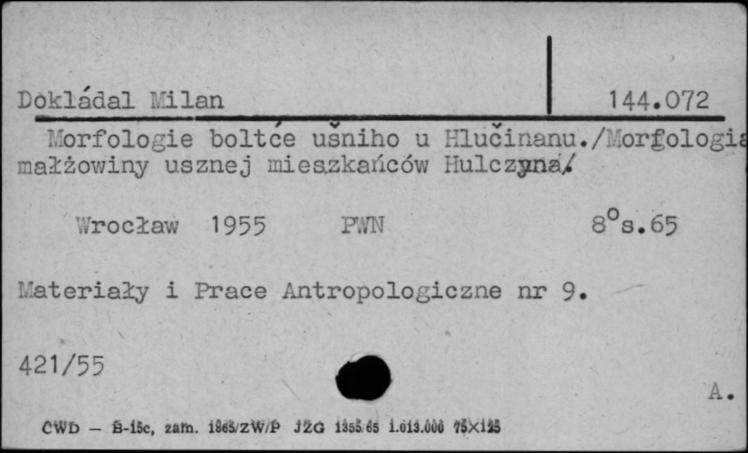 Dokládal Milan 144.072
Morfologie boltće ušniho u Hlučinanu./Morfologia
małżowiny usznej mieszkańców Hulczyna/
Wrocław 1955 PWN 8°s.65
Materiały i Prace Antropologiczne nr 9.
421/55
A.
CWD — B-15c, zam. 1865/ZW/P JZG 1355/65 1.013.000 75×125